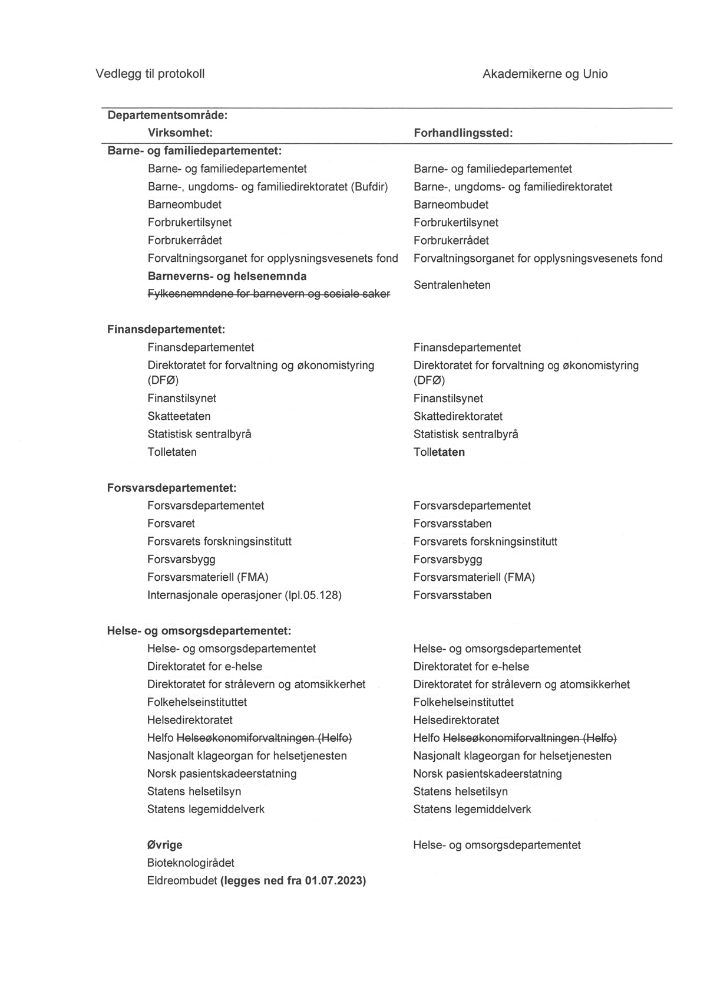 Vedlegg til protokoll Akademikerne og Unio
Departementsområde:
Virksomhet: Forhandlingssted:
Barne- og familiedepartementet:
Barne- og familiedepartementet Barne- og familiedepartementet
Barne-, ungdoms- og familiedirektoratet (Bufdir) Barne-, ungdoms- og familiedirektoratet
Barneombudet Barneombudet
Forbrukertilsynet Forbrukertilsynet
Forbrukerrådet Forbrukerrådet
Forvaltningsorganet for opplysningsvesenets fond Forvaltningsorganet for opplysningsvesenets fond
Barneverns- og helsenemnda
Sentralenheten
Fylkesnemndene for barnevern og sosiale saker
Finansdepartementet:
Finansdepartementet Finansdepartementet
Direktoratet for forvaltning og økonomistyring Direktoratet for forvaltning og økonomistyring
(DFØ) (DFØ)
Finanstilsynet Finanstilsynet
Skatteetaten Skattedirektoratet
Statistisk sentralbyrå Statistisk sentralbyrå
Tolletaten Tolletaten
Forsvarsdepartementet:
Forsvarsdepartementet Forsvarsdepartementet
Forsvaret Forsvarsstaben
Forsvarets forskningsinstitutt Forsvarets forskningsinstitutt
Forsvarsbygg Forsvarsbygg
Forsvarsmateriell (FMA) Forsvarsmateriell (FMA)
Internasjonale operasjoner (lpl.05.128) Forsvarsstaben
Helse- og omsorgsdepartementet:
Helse- og omsorgsdepartementet Helse- og omsorgsdepartementet
Direktoratet for e-helse Direktoratet for e-helse
Direktoratet for strålevern og atomsikkerhet Direktoratet for strålevern og atomsikkerhet
Folkehelseinstituttet Folkehelseinstituttet
Helsedirektoratet Helsedirektoratet
Helfo Helseøkonomiforvaltningen (Helfo) Helfo Helseøkonomiforvaltningen (Helfo)
Nasjonalt klageorgan for helsetjenesten Nasjonalt klageorgan for helsetjenesten
Norsk pasientskadeerstatning Norsk pasientskadeerstatning
Statens helsetilsyn Statens helsetilsyn
Statens legemiddelverk Statens legemiddelverk
Øvrige Helse- og omsorgsdepartementet
Bioteknologirådet
Eldreombudet (legges ned fra 01.07.2023)